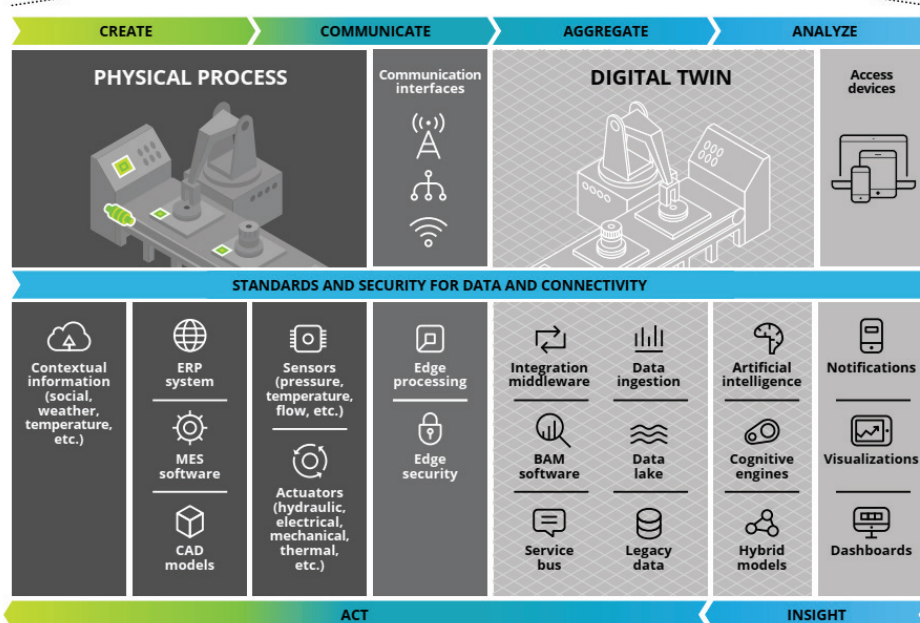 CREATE
COMMUNICATE
AGGREGATE
ANALYZE
PHYSICAL PROCESS
Communication
interfaces
DIGITAL TWIN
Access
devices
STANDARDS AND SECURITY FOR DATA AND CONNECTIVITY
Contextual
information
(social,
weather,
temperature,
etc.)
ERP
system
MES
software
CAD
models
Sensors
(pressure,
temperature,
flow, etc.)
Actuators
(hydraulic,
electrical,
mechanical,
thermal,
etc.)
Edge
processing
Edge
security
Integration
middleware
BAM
software
Service
bus
Data
ingestion
Data
lake
Legacy
data
Artificial
intelligence
Cognitive
engines
Hybrid
models
Notifications
Visualizations
Dashboards
ACT
INSIGHT